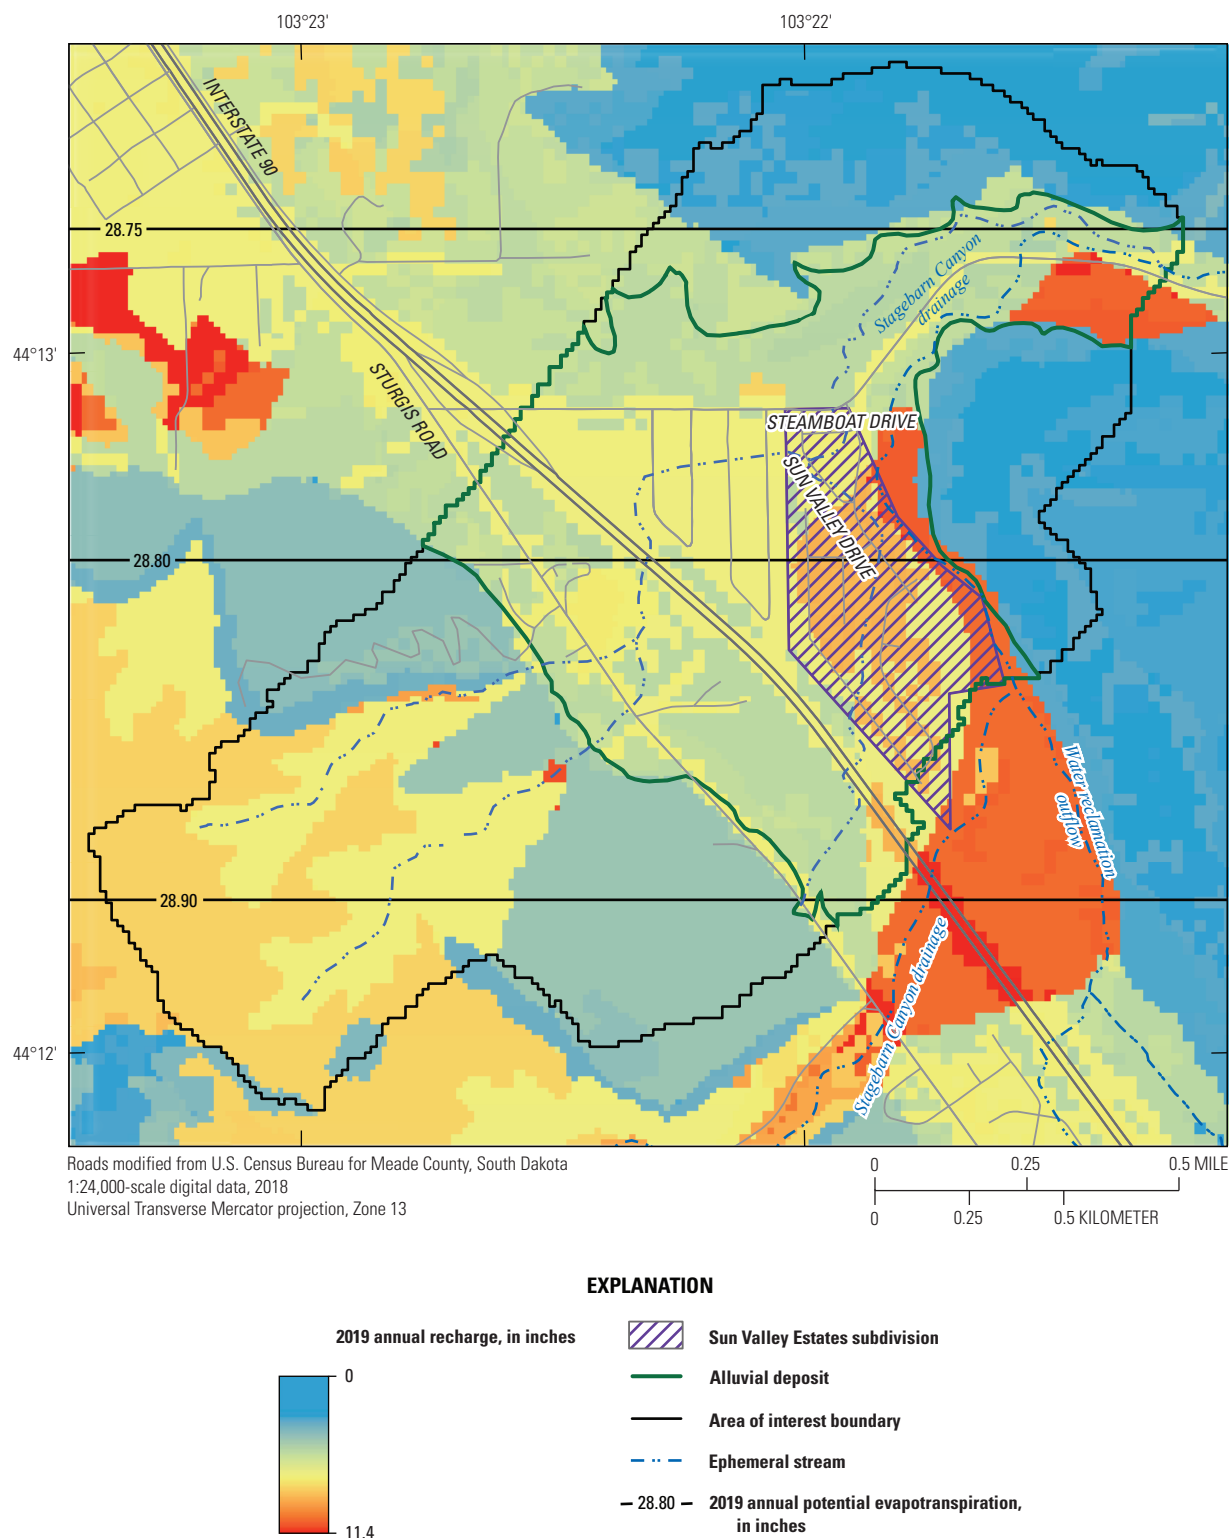 103°23'
103°22'
INTERSTATE 90
28.75
Stagebarn Canyon
drainage
44°13'
STURGIS ROAD
STEAMBOAT DRIVE
SUN VALLEY DRIVE
28.80
Water reclamation
outflow
28.90
Stagebarn Canyon drainage
44°12'
Roads modified from U.S. Census Bureau for Meade County, South Dakota
1:24,000-scale digital data, 2018
Universal Transverse Mercator projection, Zone 13
0 0.25 0.5 MILE
0 0.25 0.5 KILOMETER
EXPLANATION
2019 annual recharge, in inches
0
11.4
Sun Valley Estates subdivision
Alluvial deposit
Area of interest boundary
Ephemeral stream
28.80 2019 annual potential evapotranspiration,
in inches